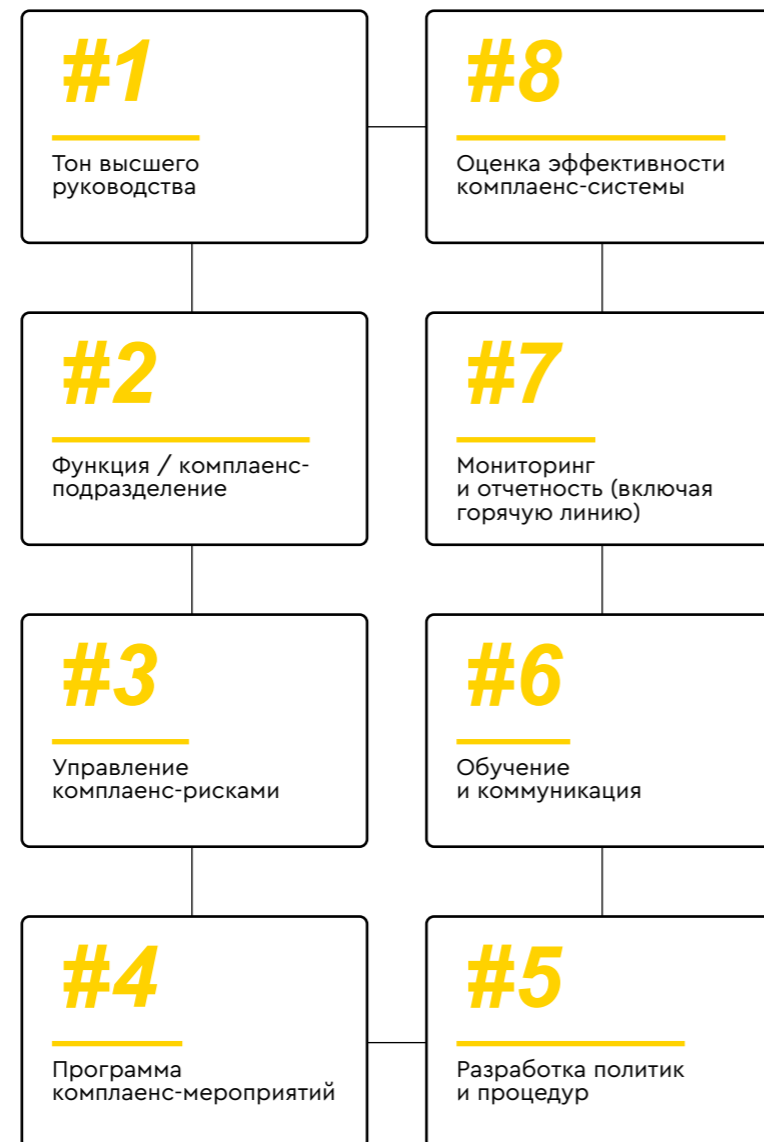 #1
Тон высшего
руководства
#8
Оценка эффективности
комплаенс-системы
#2
Функция / комплаенс-
подразделение
#7
Мониторинг
и отчетность (включая
горячую линию)
#3
Управление
комплаенс-рисками
#6
Обучение
и коммуникация
#4
Программа
комплаенс-мероприятий
#5
Разработка политик
и процедур